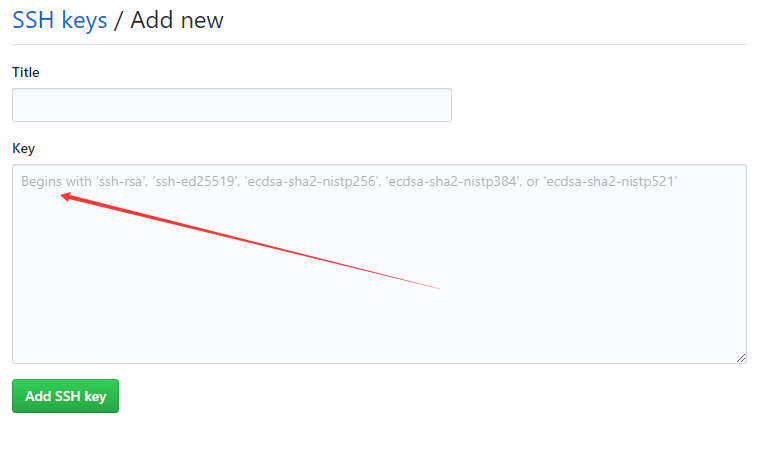 SSH keys / Add new
Title
Key
Begins with 'ssh-rsa', 'ssh-ed25519', 'ecdsa-sha2-nistp256', 'ecdsa-sha2-nistp384', or 'ecdsa-sha2-nistp521'
Add SSH key